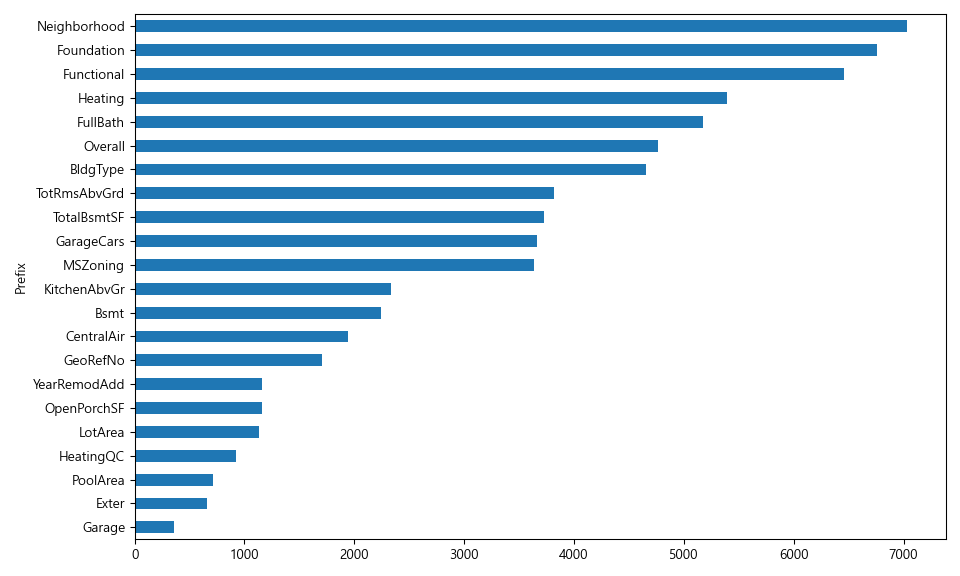 Neighborhood
Foundation
Functional
Heating
FullBath
Overall
BldgType
TotRmsAbvGrd
TotalBsmtSF
GarageCars
MSZoning
KitchenAbvGr
Bsmt
CentralAir
GeoRefNo
YearRemodAdd
OpenPorchSF
LotArea
HeatingQC
PoolArea
Exter
Garage
Prefix
0 1000 2000 3000 4000 5000 6000 7000